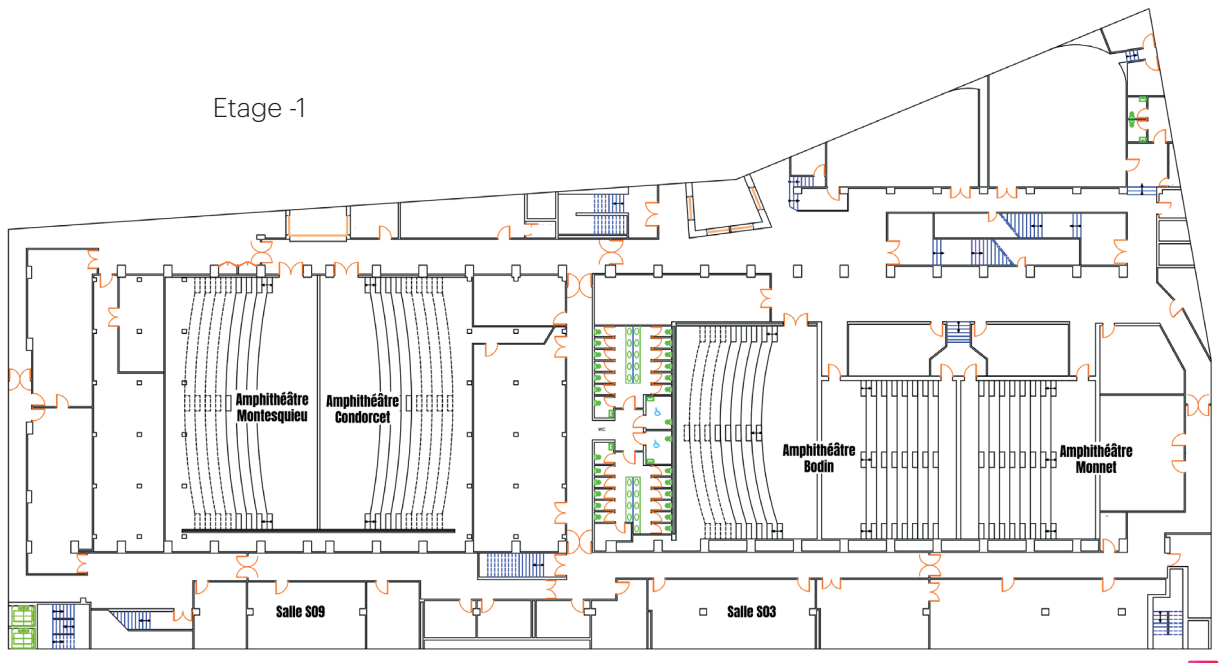 Etage -1
Amphithéâtre
Montesquieu
Amphithéâtre
Condorcet
WC
Amphithéâtre
Bodin
Amphithéâtre
Monnet
Salle S09
Salle S03